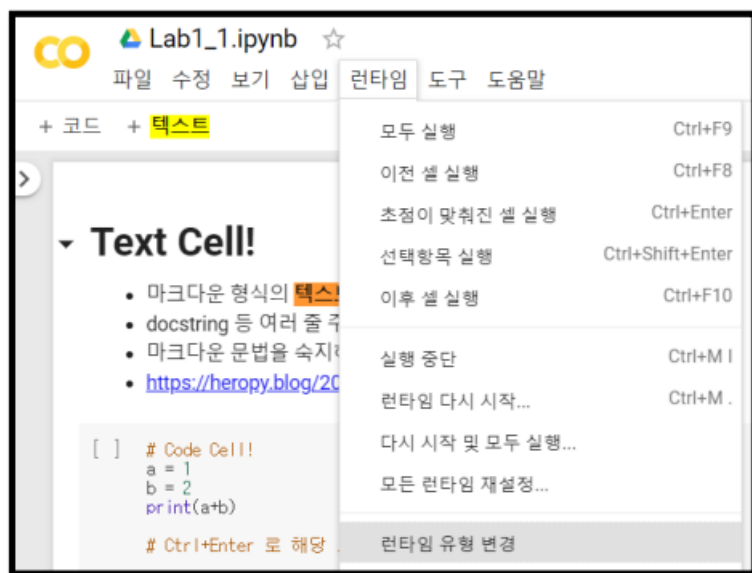 Lab1_1.ipynb
파일 수정 보기 삽입 런타임 도구 도움말
+ 코드 + 텍스트
모두 실행 Ctrl+F9
이전 셀 실행 Ctrl+F8
초점이 맞춰진 셀 실행 Ctrl+Enter
선택항목 실행 Ctrl+Shift+Enter
이후 셀 실행 Ctrl+F10
실행 중단 Ctrl+M I
런타임 다시 시작... Ctrl+M .
다시 시작 및 모두 실행...
모든 런타임 재설정...
런타임 유형 변경
Text Cell!
마크다운 형식의
docstring 등 여러 줄
마크다운 문법을
https://heropy.blog/20
[ ] # Code Cell!
a = 1
b = 2
print(a+b)
# Ctrl+Enter 로 해당